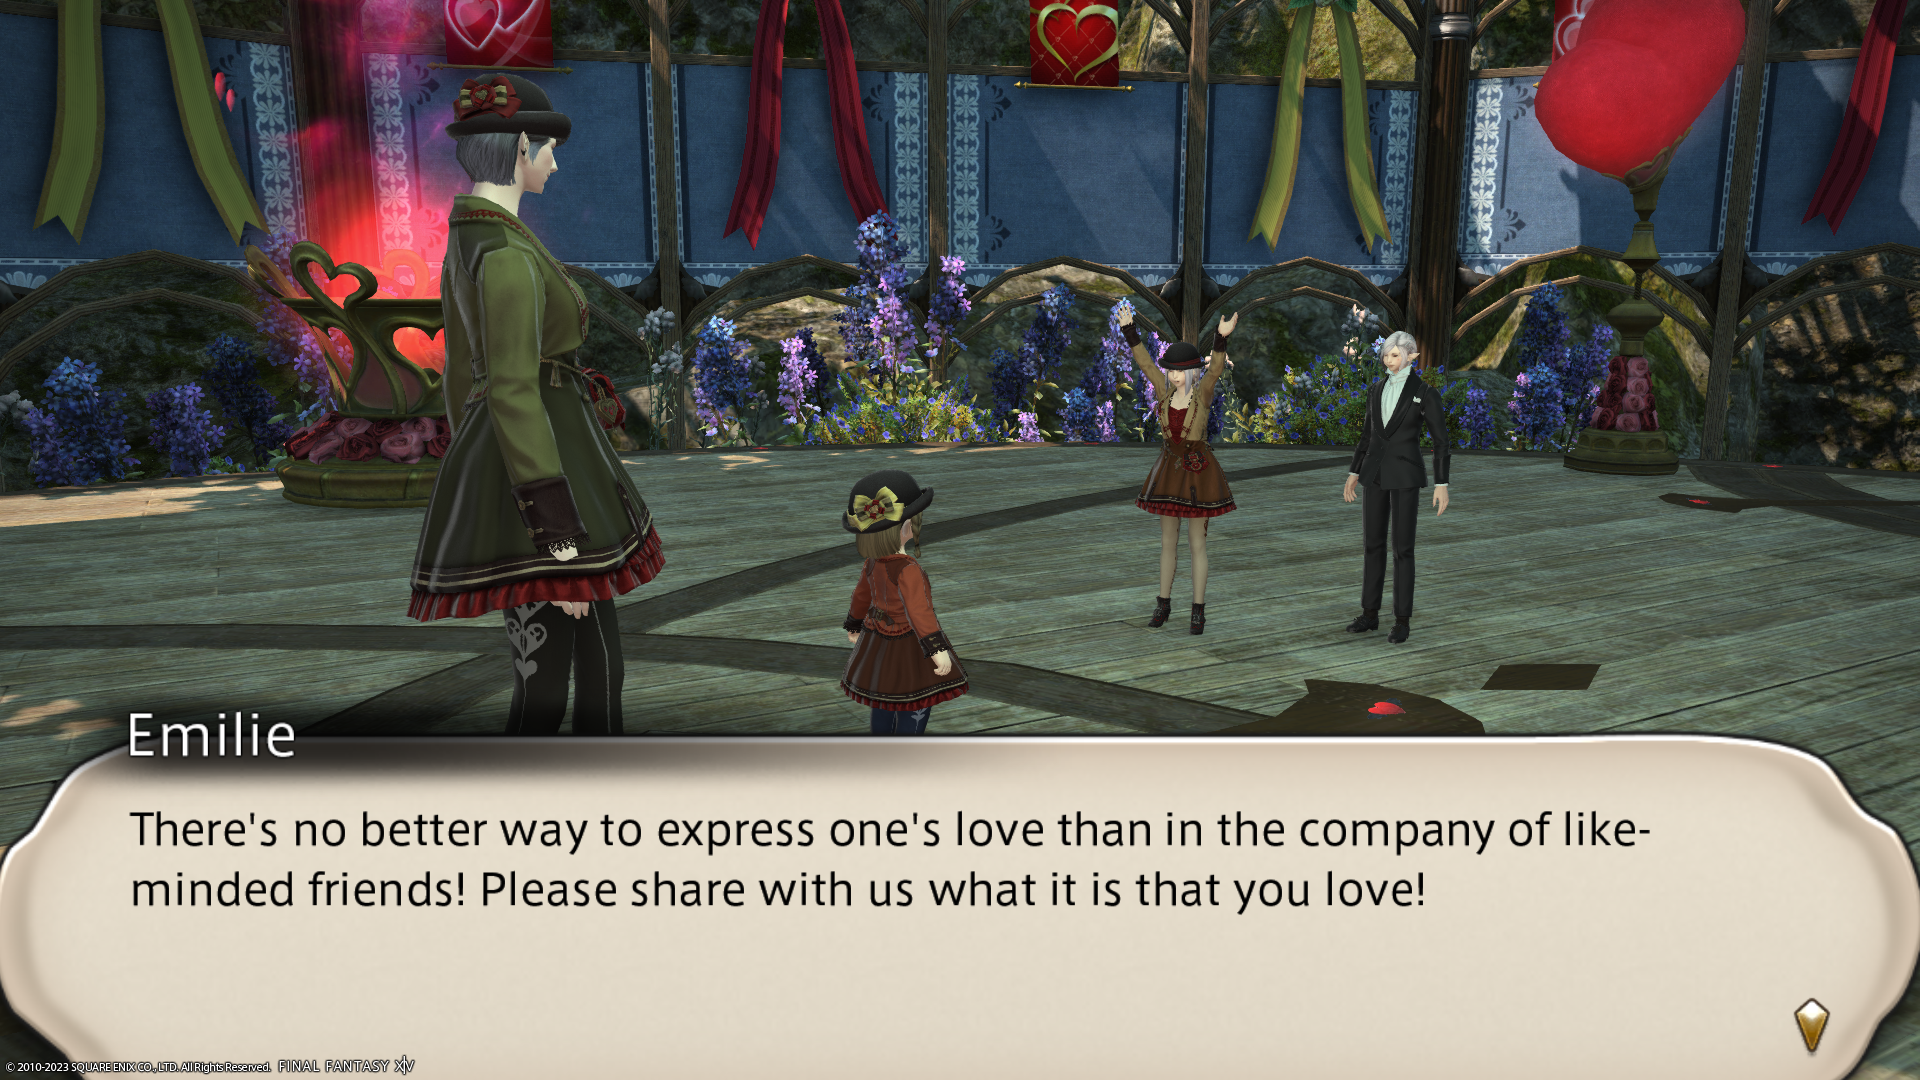 Emilie
There's no better way to express one's love than in the company of like-
minded friends! Please share with us what it is that you love!
© 2010-2023 SQUARE ENIX CO., LTD. All Rights Reserved. FINAL FANTASY XIV